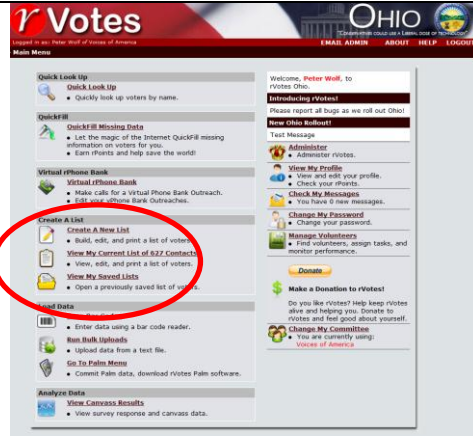 rVotes
OHIO
"CONSERVATIVES COULD USE A LIBERAL DOSE OF TECHNOLOGY"
Logged in as: Peter Wolf of Voices of America
EMAIL ADMIN ABOUT HELP LOGOUT
Main Menu
Quick Look Up
Quick Look Up
Quickly look up voters by name.
QuickFill
QuickFill Missing Data
Let the magic of the Internet QuickFill missing
information on voters for you.
Earn rPoints and help save the world!
Virtual rPhone Bank
Virtual rPhone Bank
Make calls for a Virtual Phone Bank Outreach.
Edit your vPhone Bank Outreaches.
Create A List
Create A New List
Build, edit, and print a list of voters.
View My Current List of 627 Contacts
View, edit, and print a list of voters.
View My Saved Lists
Open a previously saved list of voters.
Load Data
Bar Code
Enter data using a bar code reader.
Run Bulk Uploads
Upload data from a text file.
Go To Palm Menu
Commit Palm data, download rVotes Palm software.
Analyze Data
View Canvass Results
View survey response and canvass data.
Welcome, Peter Wolf, to
rVotes Ohio.
Introducing rVotes!
Please report all bugs as we roll out Ohio!
New Ohio Rollout!
Test Message
Administer
Administer rVotes.
View My Profile
View and edit your profile.
Check your rPoints.
Check My Messages
You have 0 new messages.
Change My Password
Change your password.
Manage Volunteers
Find volunteers, assign tasks, and
monitor performance.
Donate
Make a Donation to rVotes!
Do you like rVotes? Help keep rVotes
alive and helping you. Donate to
rVotes and feel good about yourself.
Change My Committee
You are currently using:
Voices of America